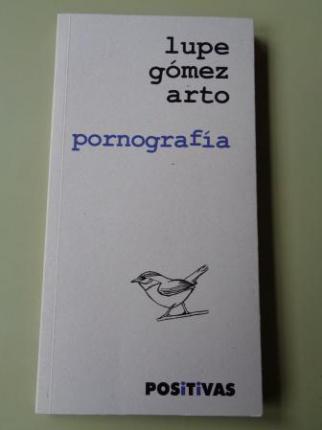 lupe
gómez
arto
pornografía
POSiTiVAS